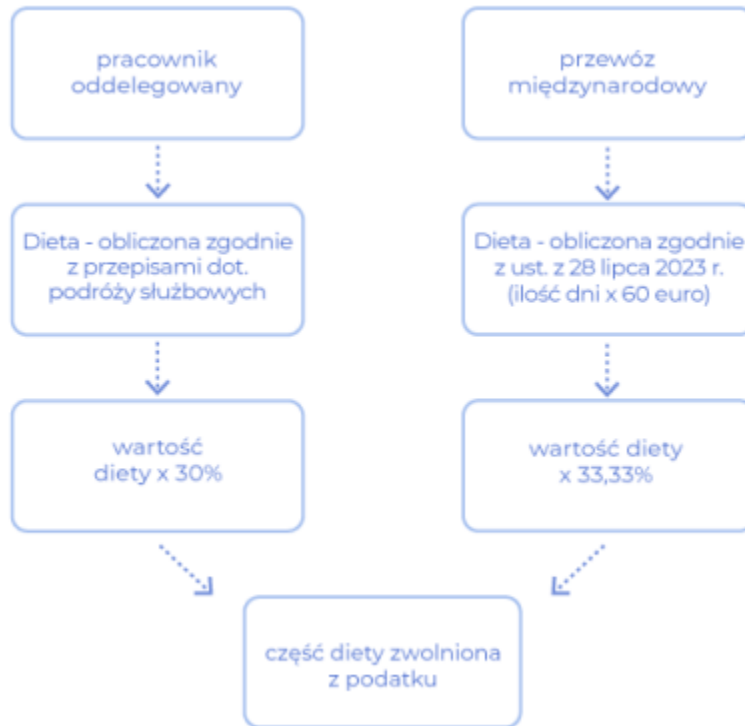 pracownik
oddelegowany
przewóz
międzynarodowy
Dieta - obliczona zgodnie
z przepisami dot.
podróży służbowych
Dieta - obliczona zgodnie
z ust. z 28 lipca 2023 r.
(ilość dni x 60 euro)
wartość
diety x 30%
wartość diety
x 33,33%
część diety zwolniona
z podatku